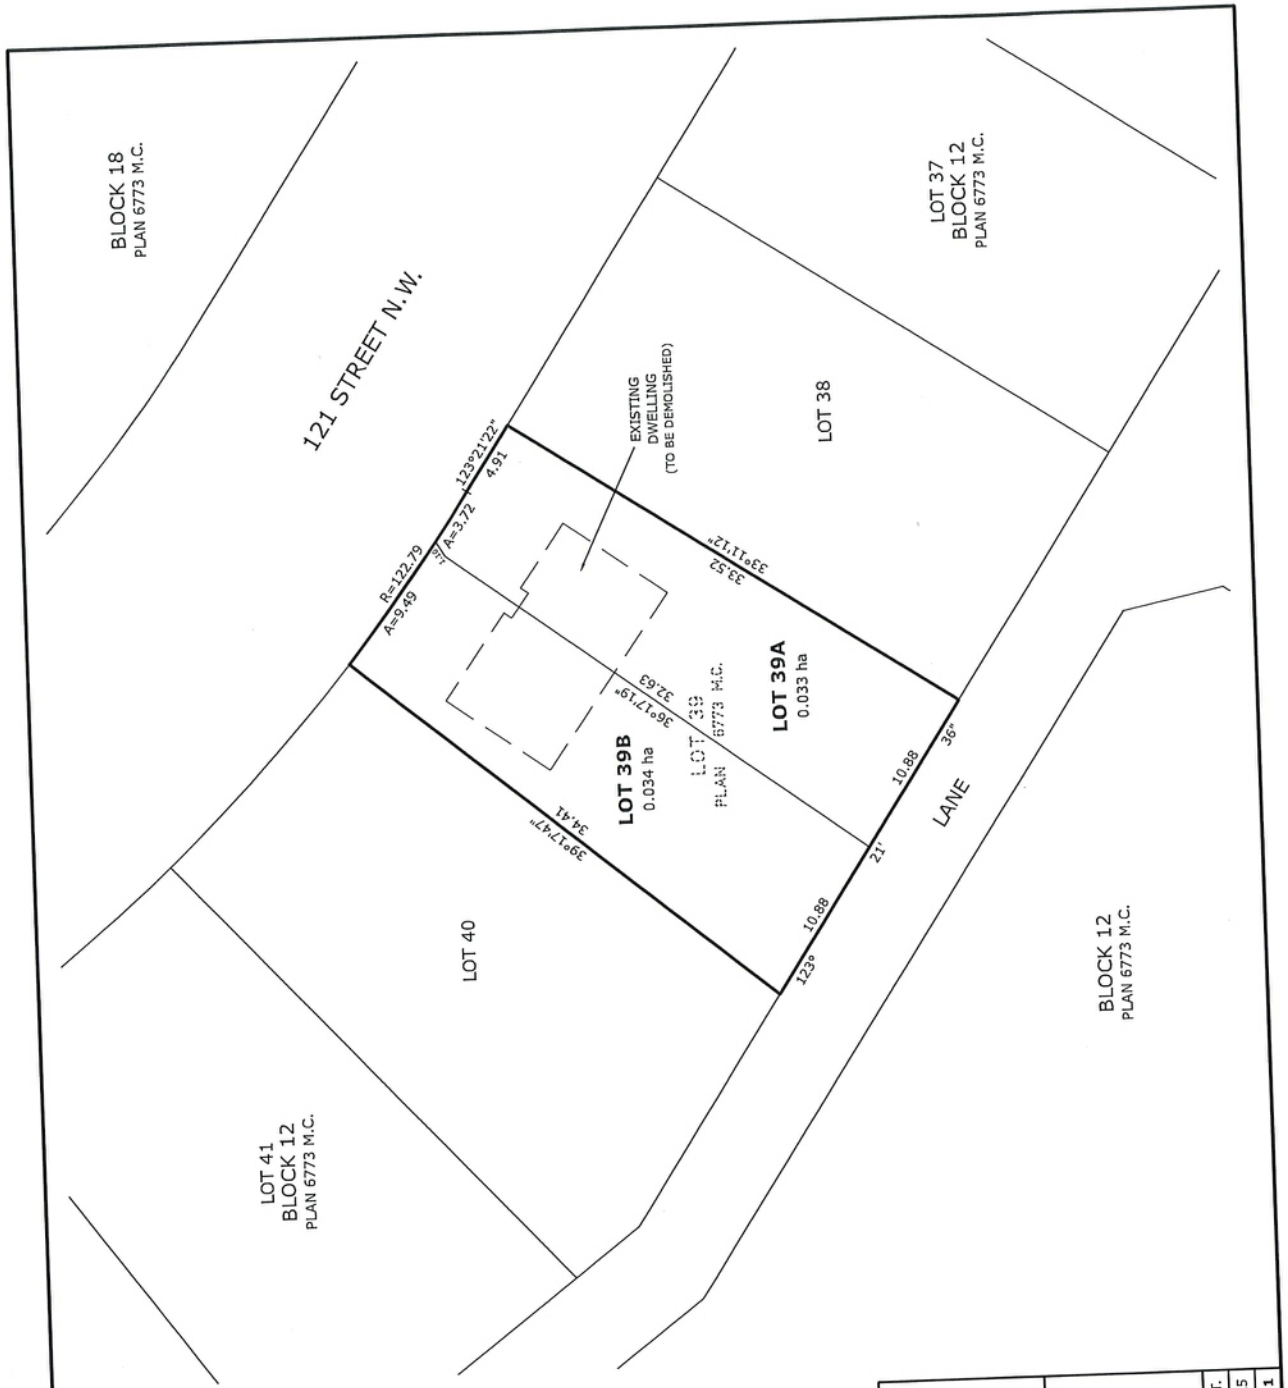 BLOCK 18
PLAN 6773 M.C.
121 STREET N.W.
LOT 37
BLOCK 12
PLAN 6773 M.C.
EXISTING
DWELLING
(TO BE DEMOLISHED)
LOT 38
123°21'22"
4.91
A=3.72
R=122.79
A=9.49
33°11'12"
33.52
LOT 39A
0.033 ha
32.63
36°17'19"
LOT 39
PLAN 6773 M.C.
LOT 39B
0.034 ha
34.41
39°17'47"
10.88
36"
21'
10.88
123°
LANE
LOT 40
BLOCK 12
PLAN 6773 M.C.
LOT 41
BLOCK 12
PLAN 6773 M.C.
T.
5
1